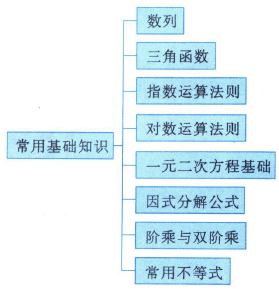 数列
三角函数
指数运算法则
对数运算法则
常用基础知识
一元二次方程基础
因式分解公式
阶乘与双阶乘
常用不等式